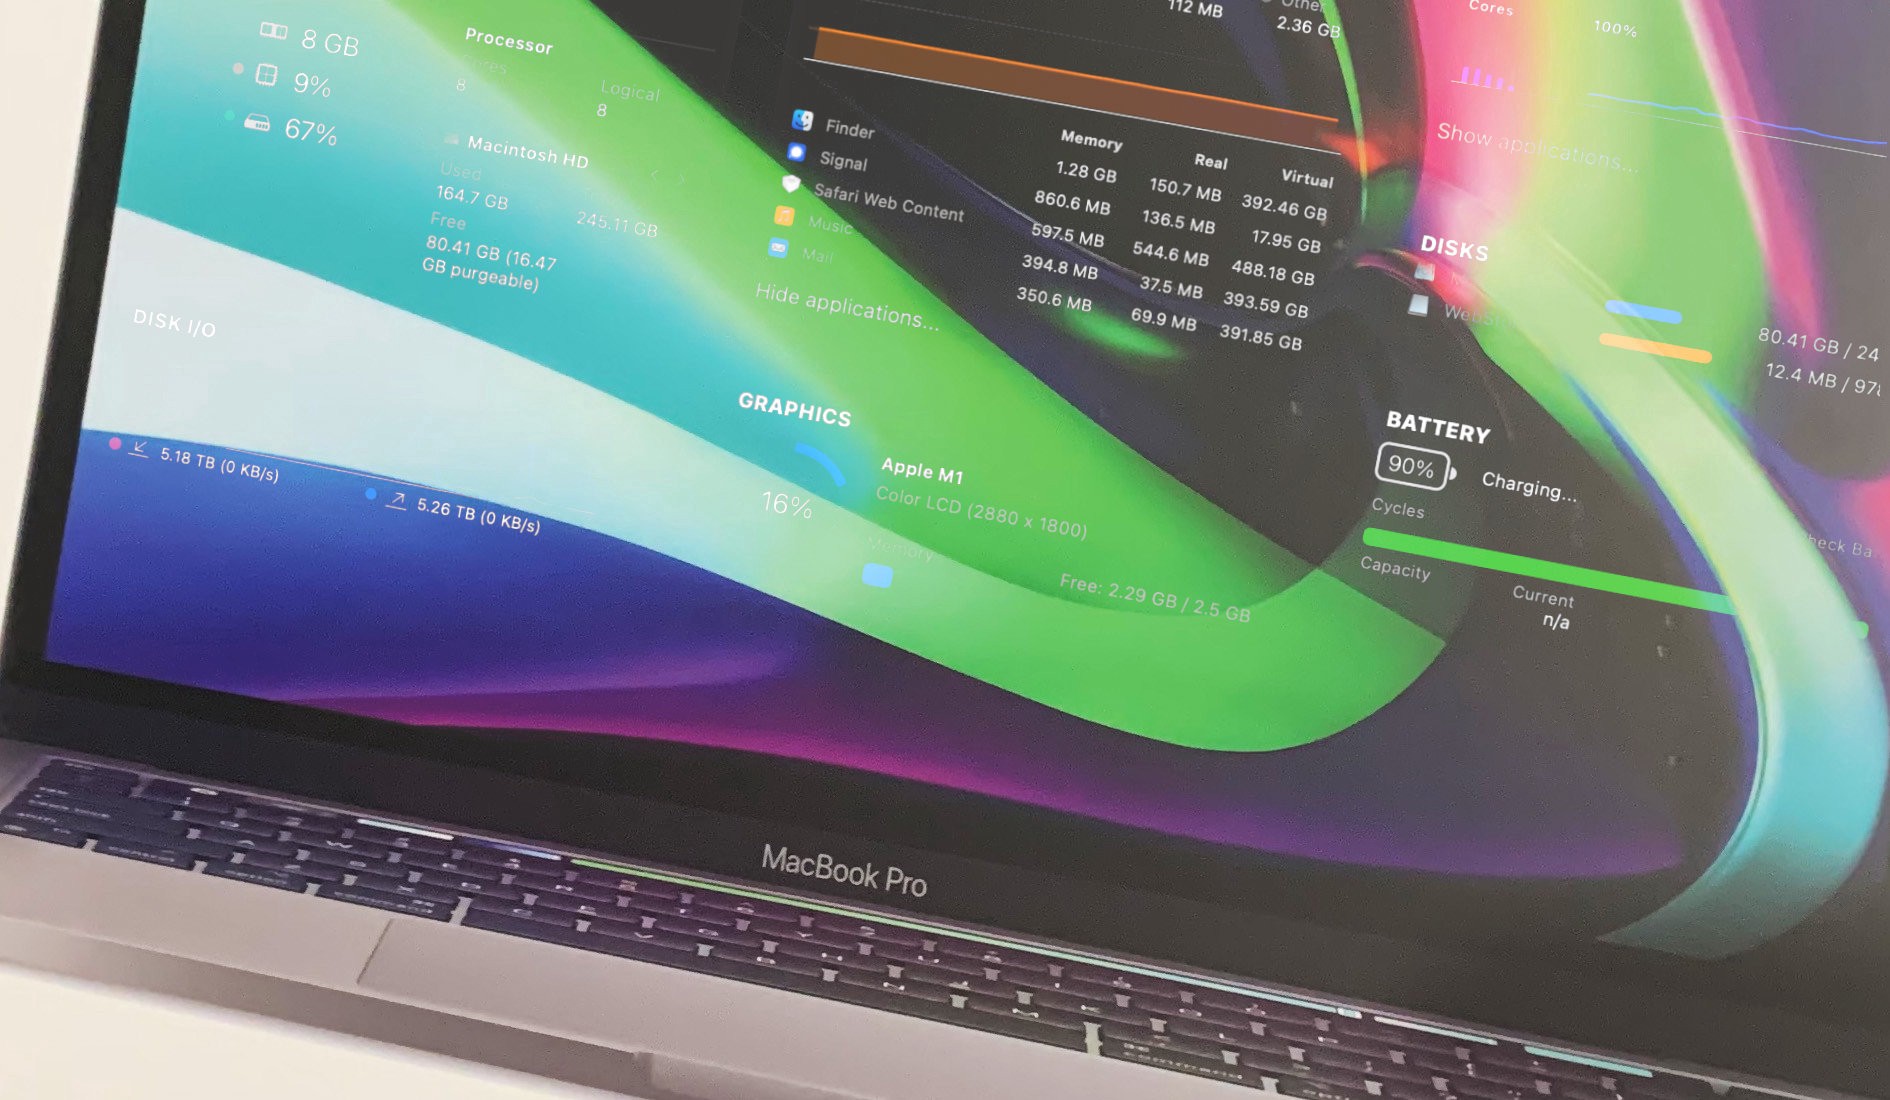 8 GB
9%
67%
Processor
8
Logical
8
Macintosh HD
Used
164.7 GB
245.11 GB
Free
80.41 GB (16.47
GB purgeable)
DISK I/O
5.18 TB (0 KB/s)
5.26 TB (0 KB/s)
112 MB
Other
2.36 GB
Memory Real Virtual
Finder 1.28 GB 150.7 MB 392.46 GB
Signal 860.6 MB 136.5 MB 17.95 GB
Safari Web Content 597.5 MB 544.6 MB 488.18 GB
Music 394.8 MB 37.5 MB 393.59 GB
Mail 350.6 MB 69.9 MB 391.85 GB
Hide applications...
GRAPHICS
16%
Apple M1
Color LCD (2880 x 1800)
Memory
Free: 2.29 GB / 2.5 GB
Cores
100%
Show applications...
DISKS
80.41 GB / 24
12.4 MB / 97
BATTERY
90%
Charging...
Cycles
Capacity
Current
n/a
MacBook Pro
command